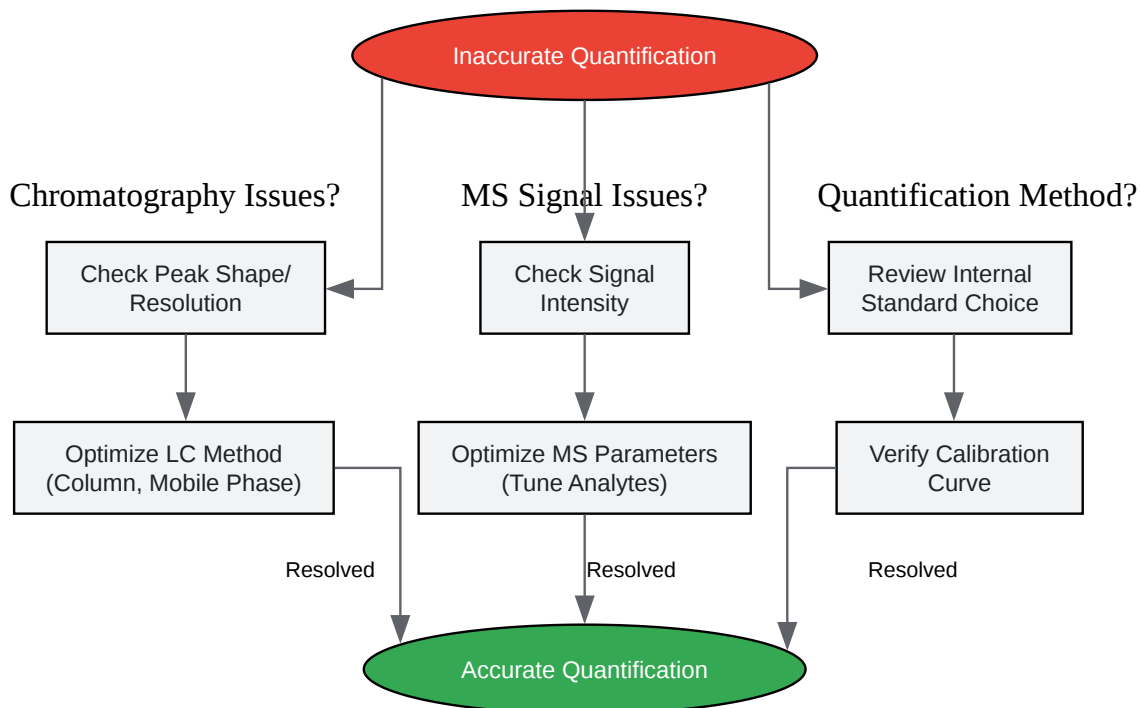 Inaccurate Quantification
Chromatography Issues?
MS Signal Issues?
Quantification Method?
Check Peak Shape/
Resolution
Check Signal
Intensity
Review Internal
Standard Choice
Optimize LC Method
(Column, Mobile Phase)
Optimize MS Parameters
(Tune Analytes)
Verify Calibration
Curve
Resolved
Resolved
Resolved
Accurate Quantification